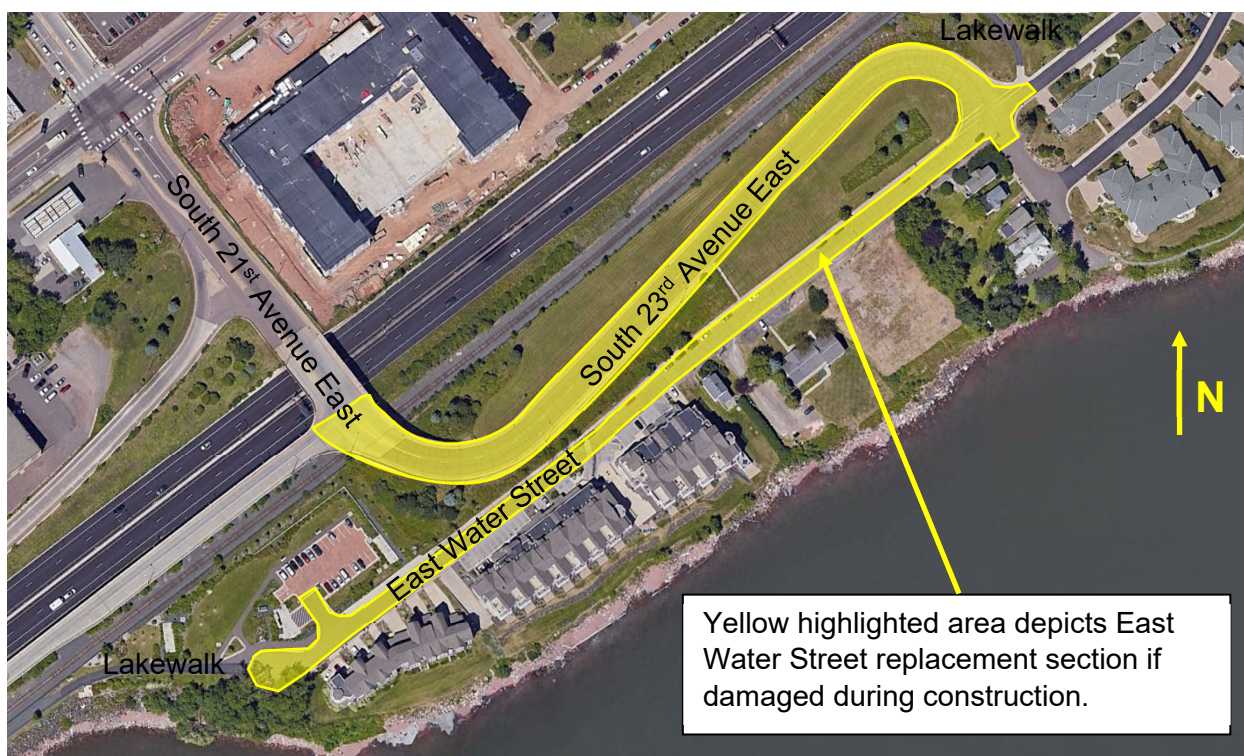 Lakewalk
South 21st Avenue East
South 23rd Avenue East
N
East Water Street
Lakewalk
Yellow highlighted area depicts East
Water Street replacement section if
damaged during construction.